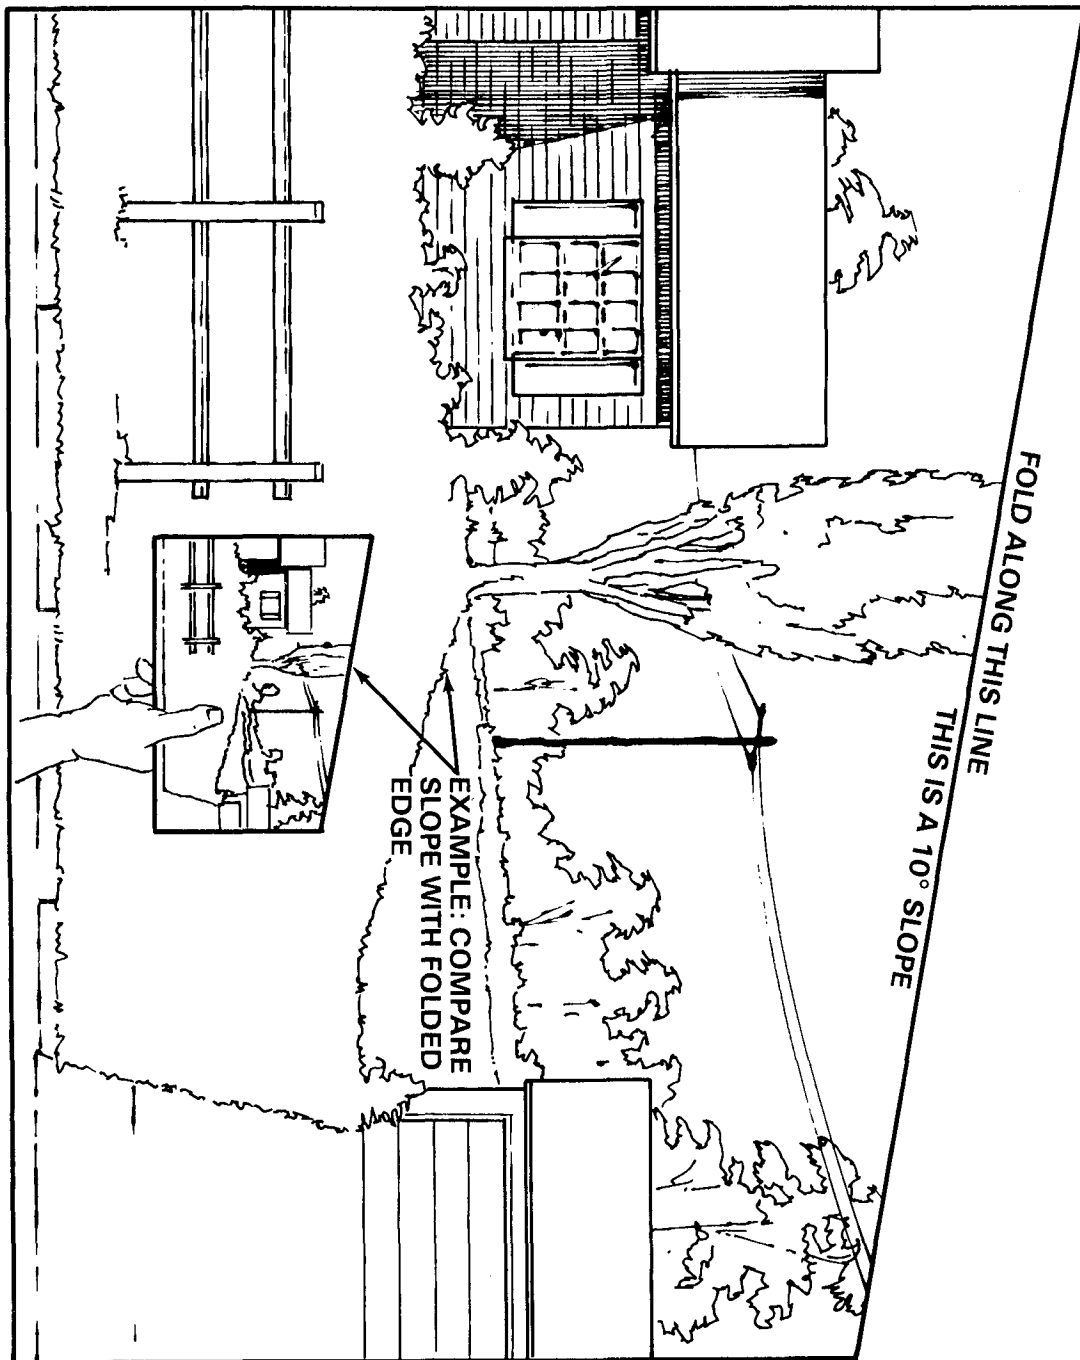 FOLD ALONG THIS LINE
THIS IS A 10° SLOPE
EXAMPLE: COMPARE
SLOPE WITH FOLDED
EDGE